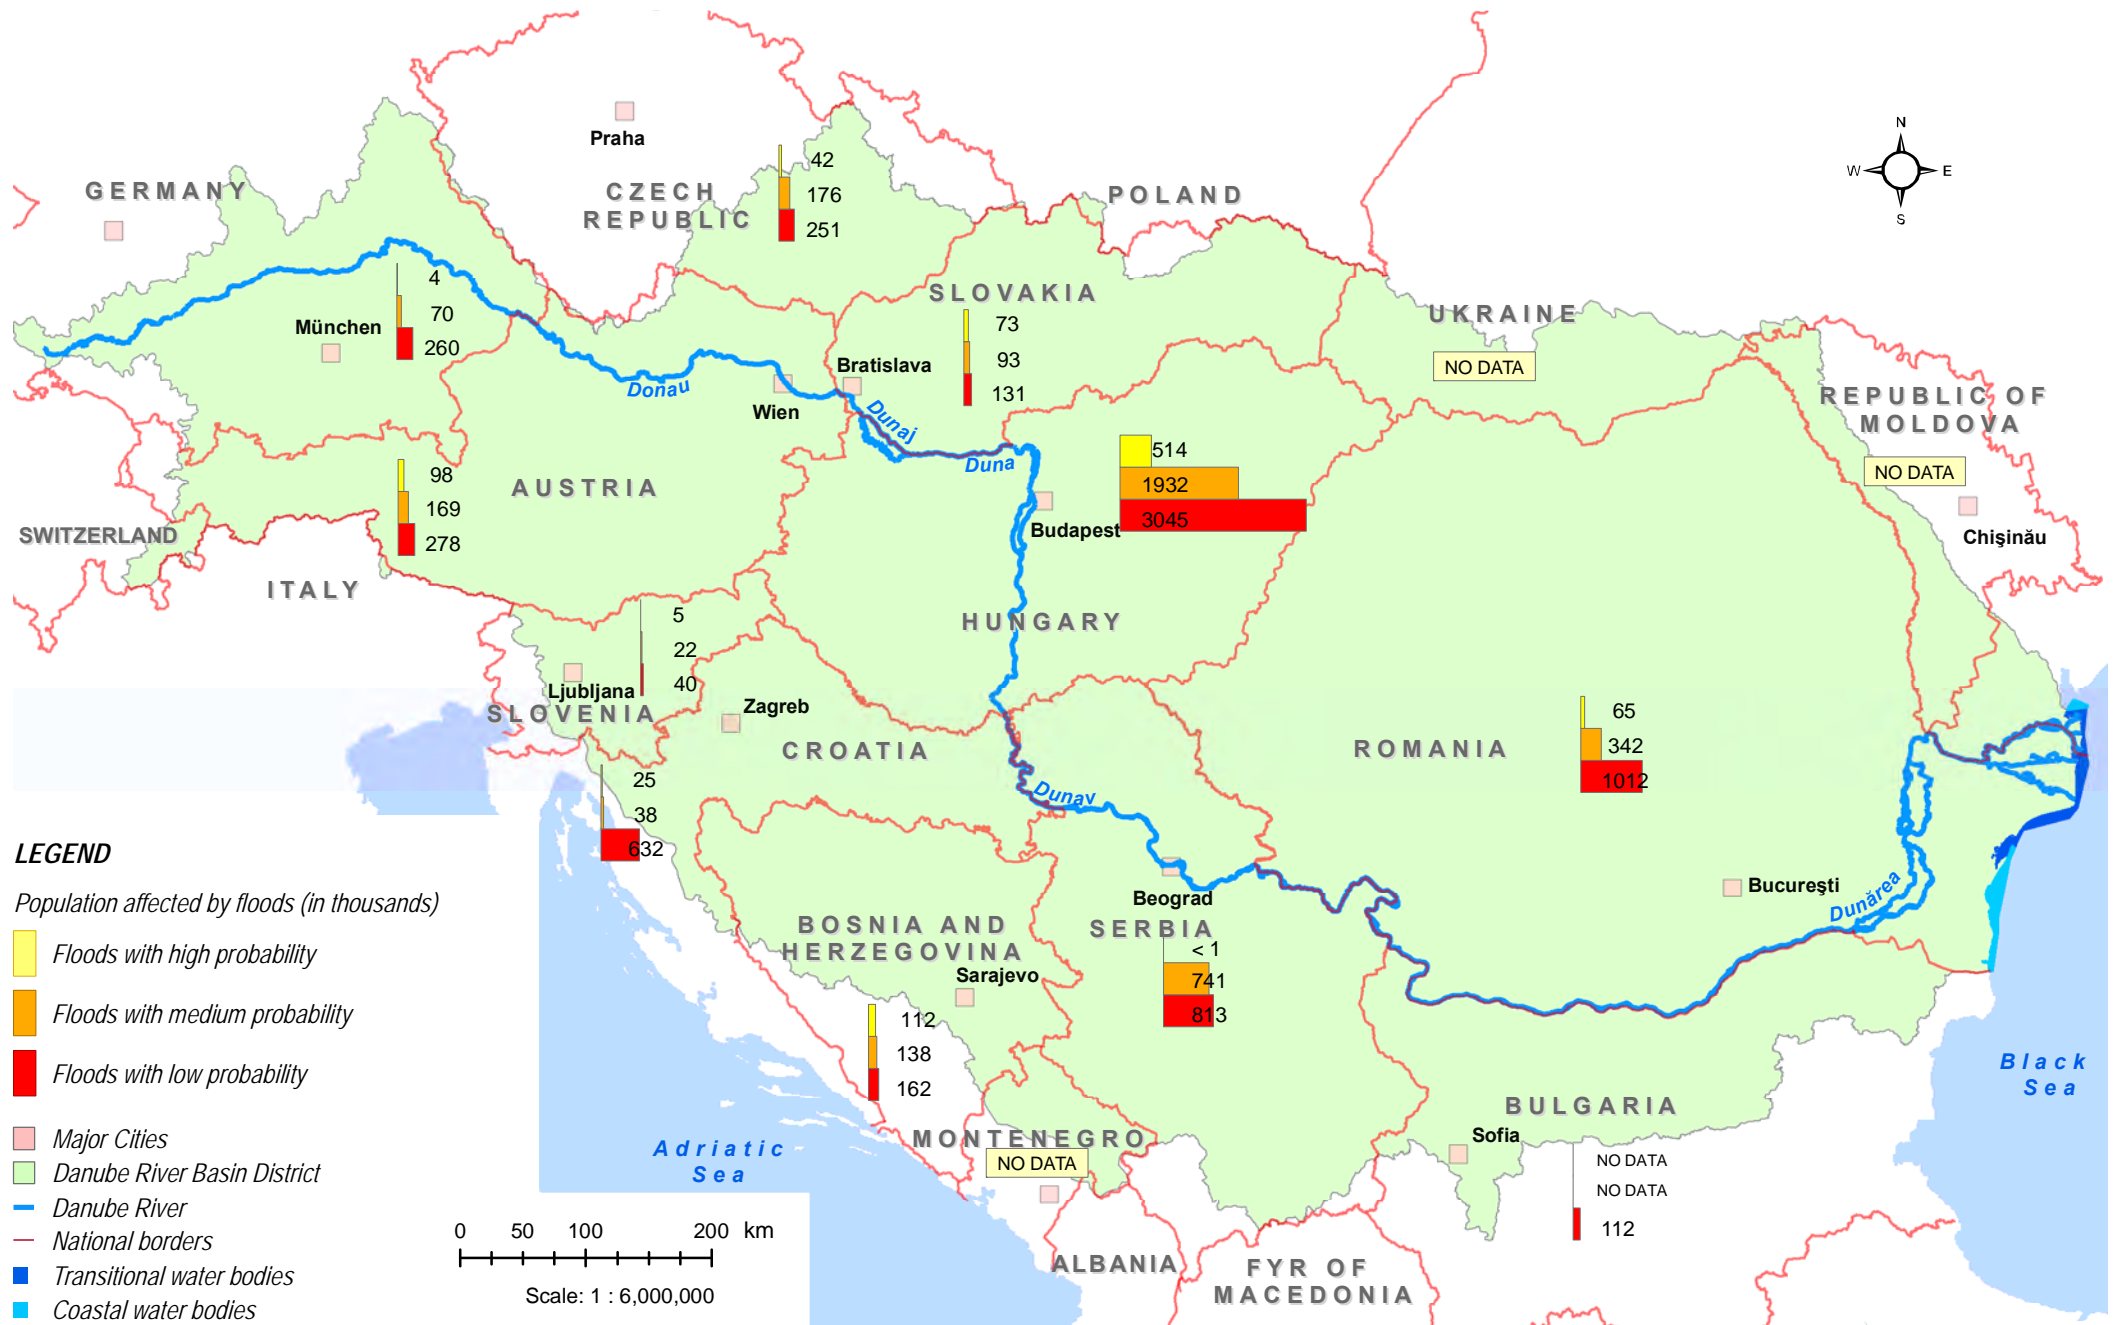 N
W
E
S
Praha
GERMANY
CZECH
REPUBLIC
42
176
251
POLAND
4
70
260
München
SLOVAKIA
73
93
131
UKRAINE
NO DATA
Bratislava
Donau
Wien
Dunaj
Duna
REPUBLIC OF
MOLDOVA
NO DATA
Chişinău
98
169
278
AUSTRIA
514
1932
3045
Budapest
SWITZERLAND
ITALY
HUNGARY
5
22
40
Ljubljana
SLOVENIA
Zagreb
CROATIA
25
38
632
ROMANIA
65
342
1012
Dunav
Beograd
SERBIA
< 1
741
813
Bucureşti
Dunărea
BOSNIA AND
HERZEGOVINA
Sarajevo
112
138
162
Black
Sea
BULGARIA
Sofia
NO DATA
NO DATA
112
MONTENEGRO
NO DATA
Adriatic
Sea
ALBANIA
FYR OF
MACEDONIA
LEGEND
Population affected by floods (in thousands)
Floods with high probability
Floods with medium probability
Floods with low probability
Major Cities
Danube River Basin District
Danube River
National borders
Transitional water bodies
Coastal water bodies
0 50 100 200 km
Scale: 1 : 6,000,000